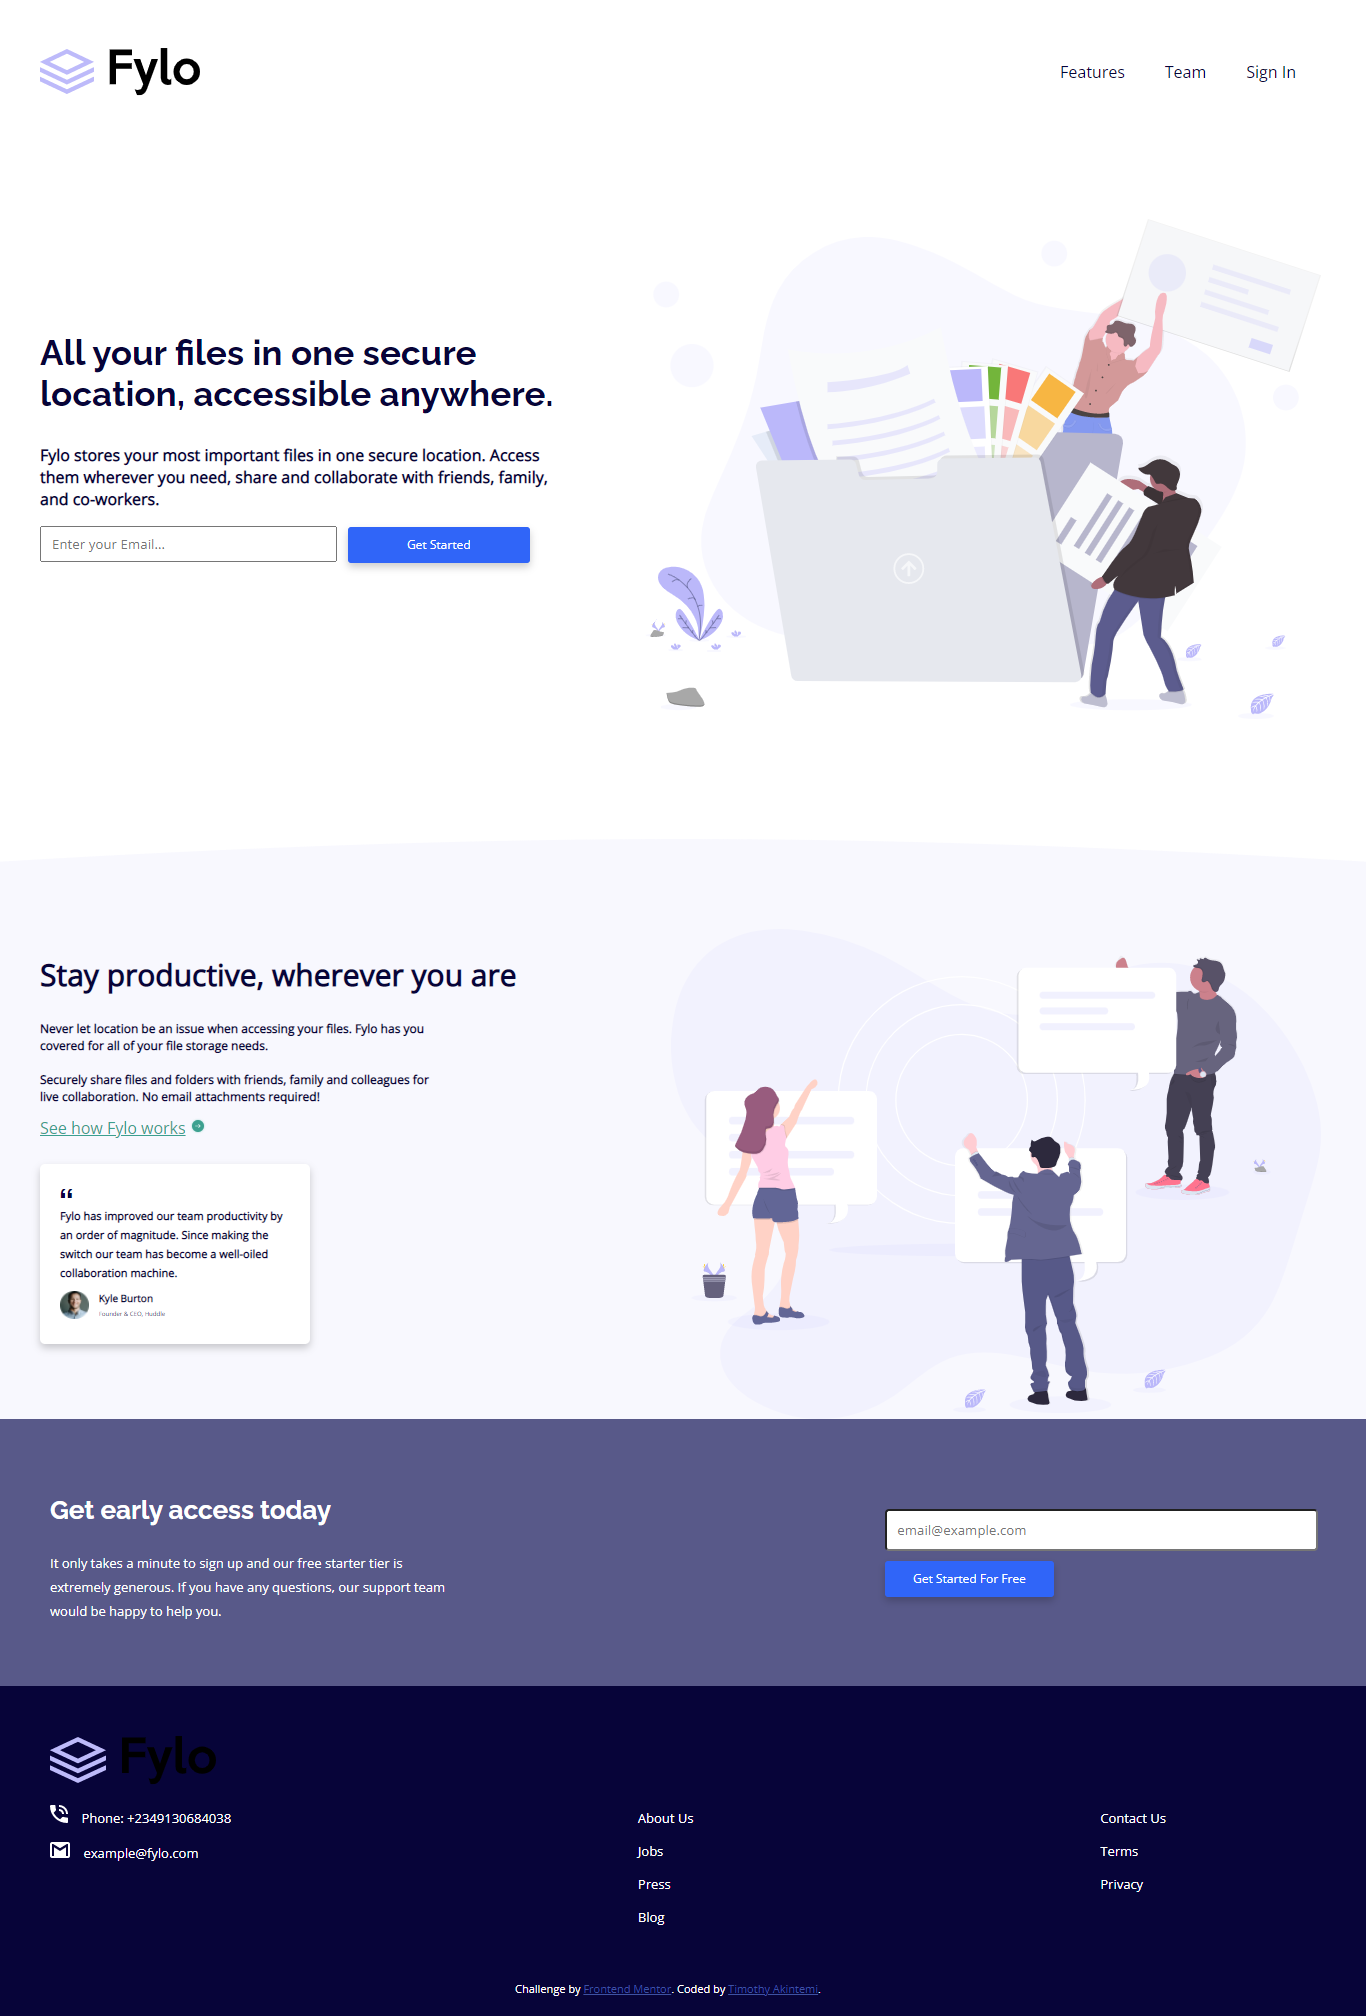 Fylo
Features Team Sign In
All your files in one secure
location, accessible anywhere.
Fylo stores your most important files in one secure location. Access
them wherever you need, share and collaborate with friends, family,
and co-workers.
Enter your Email...
Get Started
Stay productive, wherever you are
Never let location be an issue when accessing your files. Fylo has you
covered for all of your file storage needs.
Securely share files and folders with friends, family and colleagues for
live collaboration. No email attachments required!
See how Fylo works
“
Fylo has improved our team productivity by
an order of magnitude. Since making the
switch our team has become a well-oiled
collaboration machine.
Kyle Burton
Founder & CEO, Huddle
Get early access today
It only takes a minute to sign up and our free starter tier is
extremely generous. If you have any questions, our support team
would be happy to help you.
email@example.com
Get Started For Free
Fylo
Phone: +2349130684038
example@fylo.com
About Us
Jobs
Press
Blog
Contact Us
Terms
Privacy
Challenge by Frontend Mentor. Coded by Timothy Akintemi.